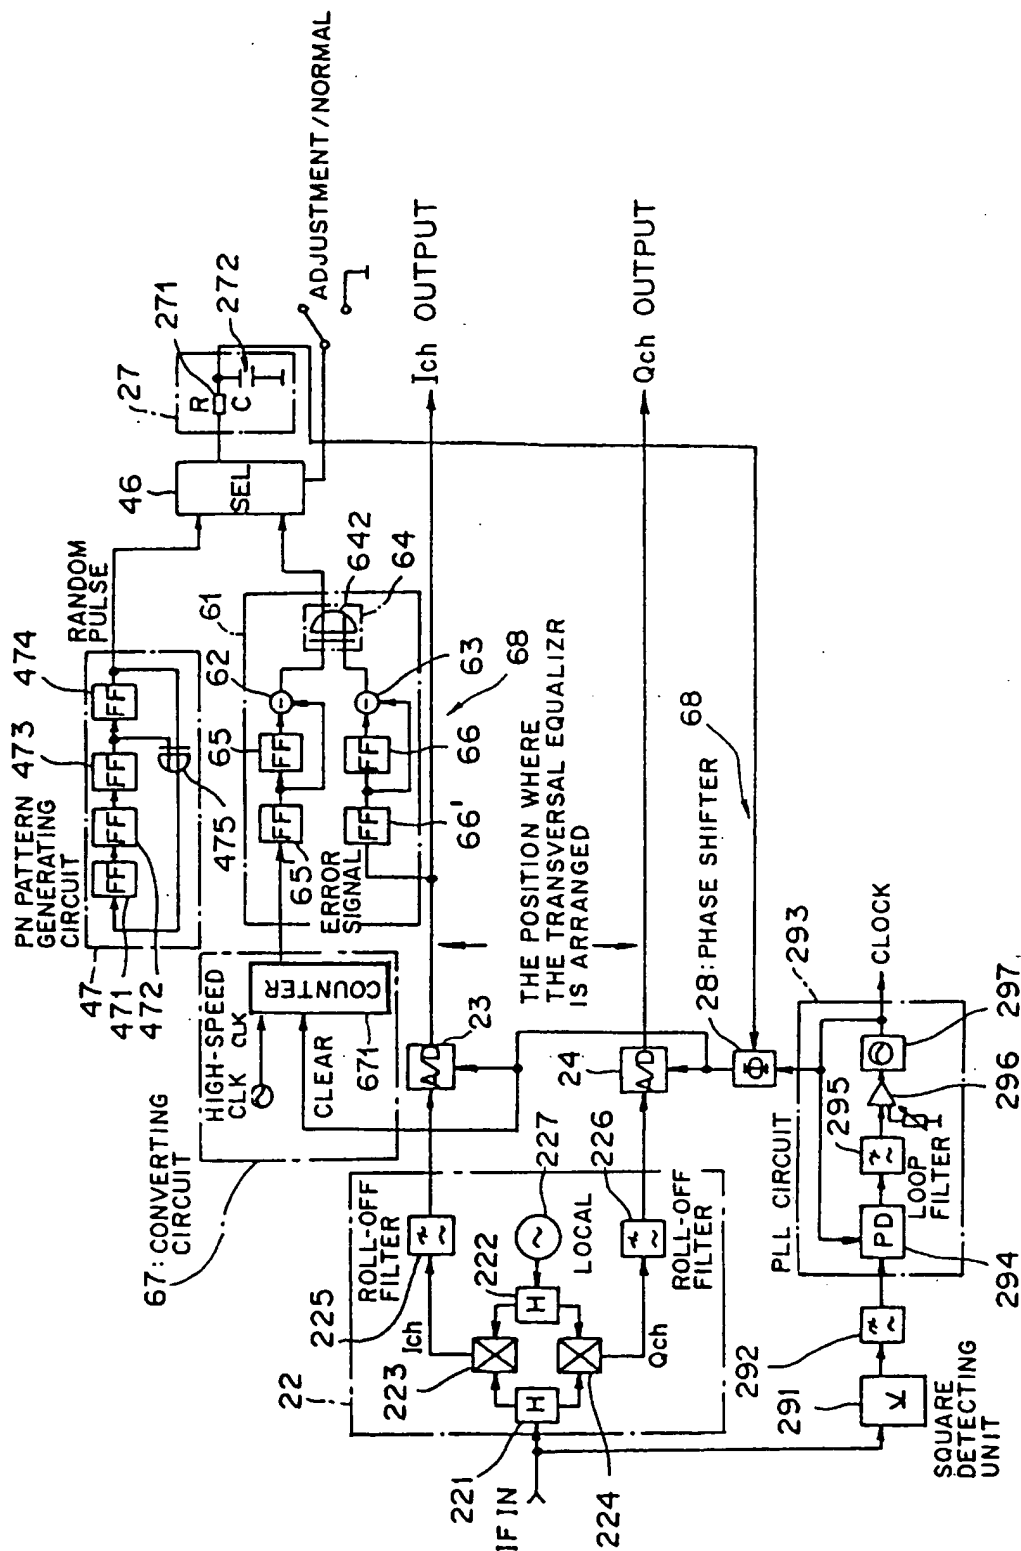 PN PATTERN
GENERATING
CIRCUIT
47
471
472
473
474
475
FF
FF
FF
FF
RANDOM
PULSE
46
SEL
27
R
C
271
272
ADJUSTMENT/NORMAL
67: CONVERTING
CIRCUIT
HIGH-SPEED
CLK
CLK
CLEAR
COUNTER
671
61
62
65
FF
FF
65'
ERROR
SIGNAL
FF
FF
66
66'
63
64
642
68
Ich OUTPUT
Qch OUTPUT
THE POSITION WHERE
THE TRANSVERSAL EQUALIZR
IS ARRANGED
23
A/D
24
A/D
68
28: PHASE SHIFTER
Φ
22
ROLL-OFF
FILTER
225
Ich
223
H
222
227
~
LOCAL
226
ROLL-OFF
FILTER
Qch
H
221
224
IF IN
PLL CIRCUIT
293
CLOCK
295
LOOP
FILTER
PD
294
296
297
292
291
SQUARE
DETECTING
UNIT